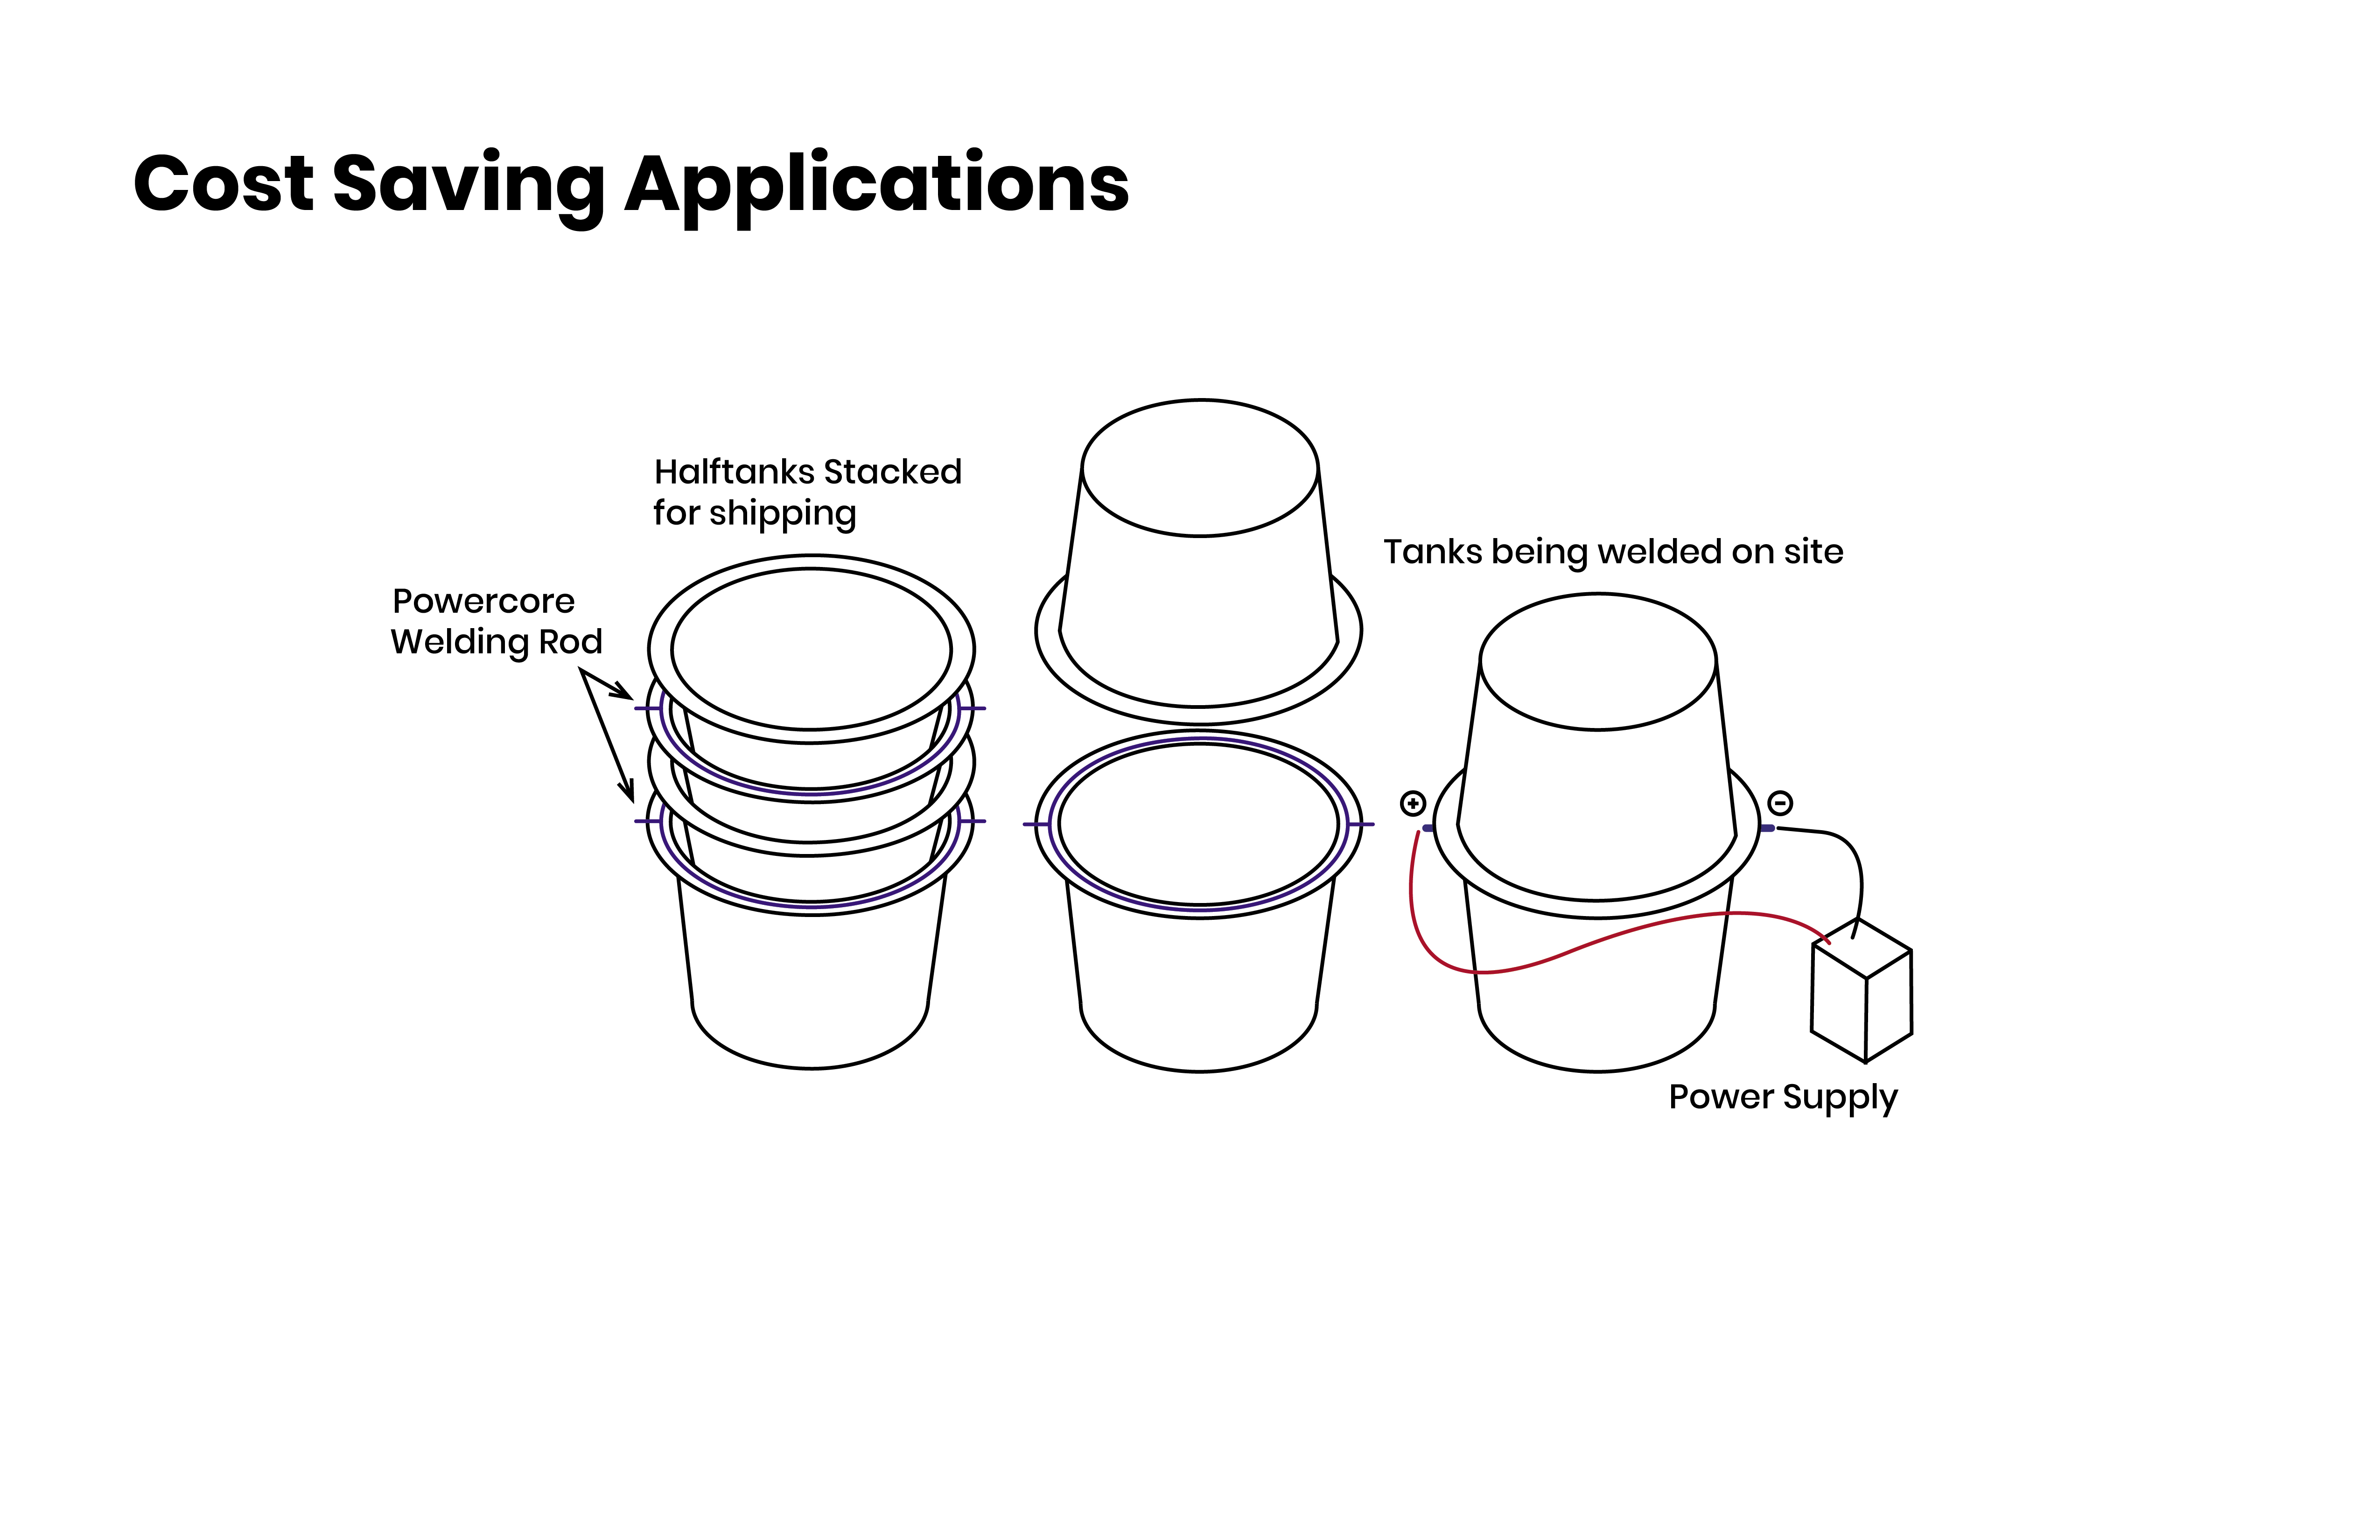 Cost Saving Applications
Halftanks Stacked
for shipping
Powercore
Welding Rod
Tanks being welded on site
+
-
Power Supply